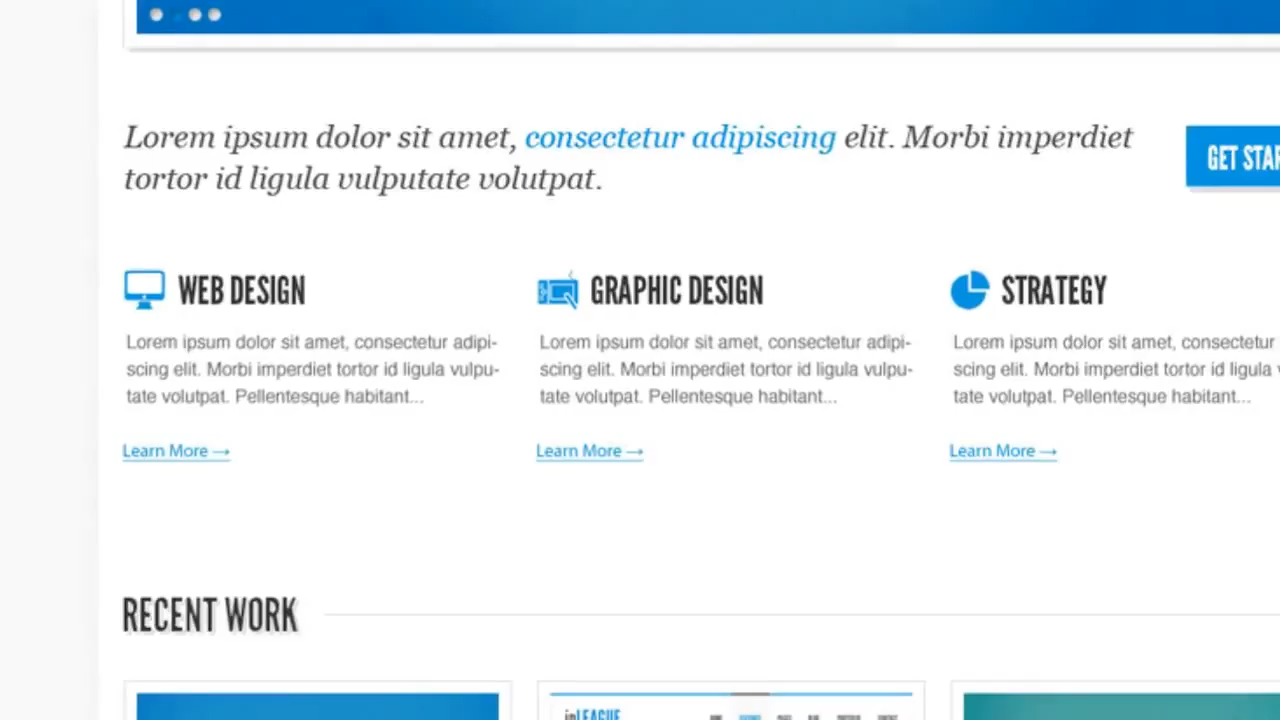 Lorem ipsum dolor sit amet, consectetur adipiscing elit. Morbi imperdiet
tortor id ligula vulputate volutpat.
GET
WEB DESIGN
Lorem ipsum dolor sit amet, consectetur adipi-
scing elit. Morbi imperdiet tortor id ligula vulpu-
tate volutpat. Pellentesque habitant...
Learn More →
GRAPHIC DESIGN
Lorem ipsum dolor sit amet, consectetur adipi-
scing elit. Morbi imperdiet tortor id ligula vulpu-
tate volutpat. Pellentesque habitant...
Learn More →
STRATEGY
Lorem ipsum dolor sit amet, consectetur
scing elit. Morbi imperdiet tortor id ligula
tate volutpat. Pellentesque habitant...
Learn More →
RECENT WORK